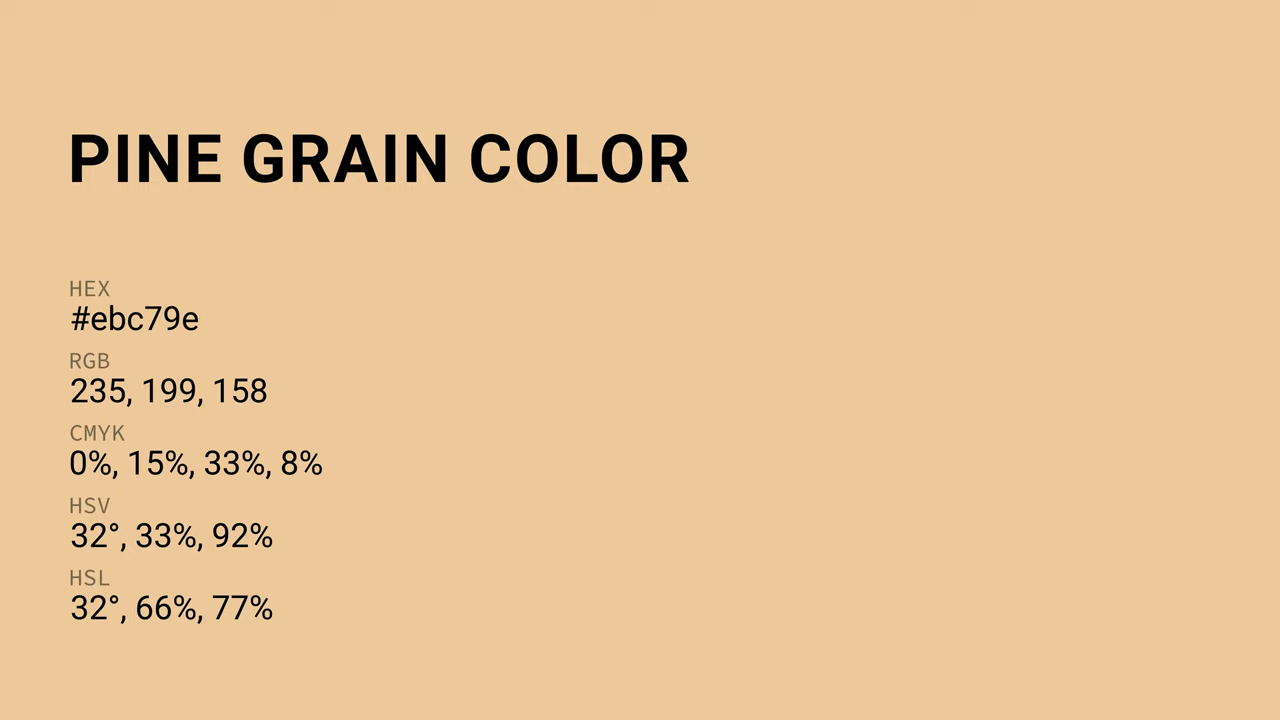 PINE GRAIN COLOR
HEX
#ebc79e
RGB
235, 199, 158
CMYK
0%, 15%, 33%, 8%
HSV
32°, 33%, 92%
HSL
32°, 66%, 77%